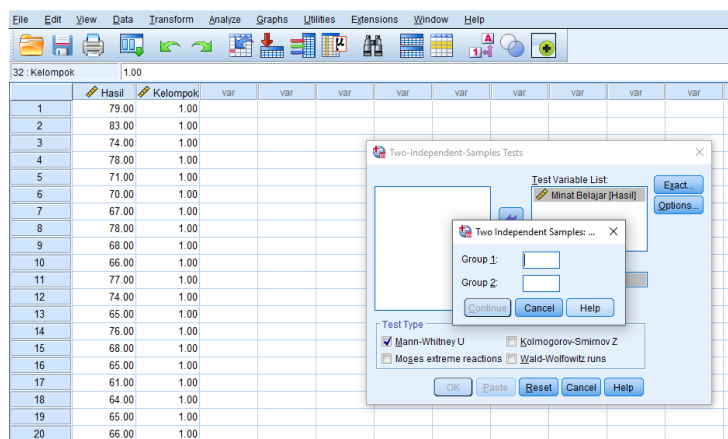 File Edit View Data Transform Analyze Graphs Utilities Extensions Window Help
32 : Kelompok 1.00
Hasil Kelompok var var var var var var var var var
1 79.00 1.00
2 83.00 1.00
3 74.00 1.00
4 78.00 1.00
5 71.00 1.00
6 70.00 1.00
7 67.00 1.00
8 78.00 1.00
9 68.00 1.00
10 66.00 1.00
11 77.00 1.00
12 74.00 1.00
13 65.00 1.00
14 76.00 1.00
15 68.00 1.00
16 65.00 1.00
17 61.00 1.00
18 64.00 1.00
19 65.00 1.00
20 66.00 1.00
Two-Independent-Samples Tests
Test Variable List:
Minat Belajar [Hasil]
Exact...
Options...
Two Independent Samples: ...
Group 1:
Group 2:
Continue Cancel Help
Test Type
Mann-Whitney U Kolmogorov-Smirnov Z
Moses extreme reactions Wald-Wolfowitz runs
OK Paste Reset Cancel Help